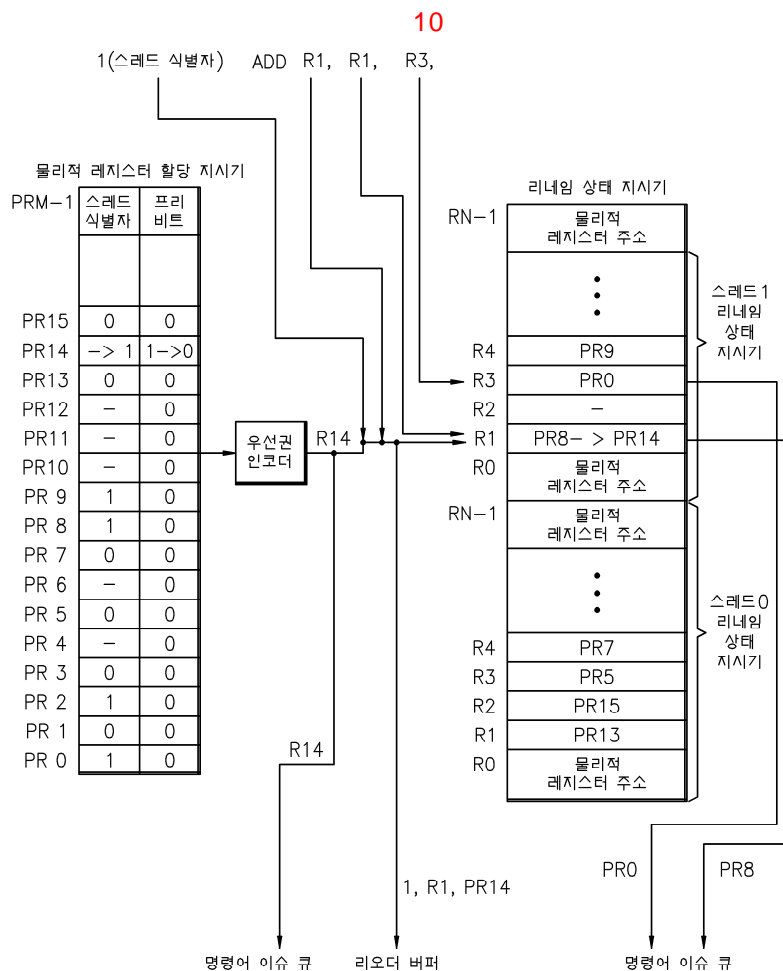 10
1(스레드 식별자) ADD R1, R1, R3,
물리적 레지스터 할당 지시기
PRM-1 스레드 식별자 프리 비트
PR15 0 0
PR14 -> 1 1->0
PR13 0 0
PR12 - 0
PR11 - 0
PR10 - 0
PR 9 1 0
PR 8 1 0
PR 7 0 0
PR 6 - 0
PR 5 0 0
PR 4 - 0
PR 3 0 0
PR 2 1 0
PR 1 0 0
PR 0 1 0
우선권
인코더
R14
R14
1, R1, PR14
리네임 상태 지시기
RN-1 물리적 레지스터 주소
R4 PR9
R3 PR0
R2 -
R1 PR8- > PR14
R0 물리적 레지스터 주소
스레드1
리네임
상태
지시기
RN-1 물리적 레지스터 주소
R4 PR7
R3 PR5
R2 PR15
R1 PR13
R0 물리적 레지스터 주소
스레드0
리네임
상태
지시기
PR0 PR8
명령어 이슈 큐 리오더 버퍼 명령어 이슈 큐